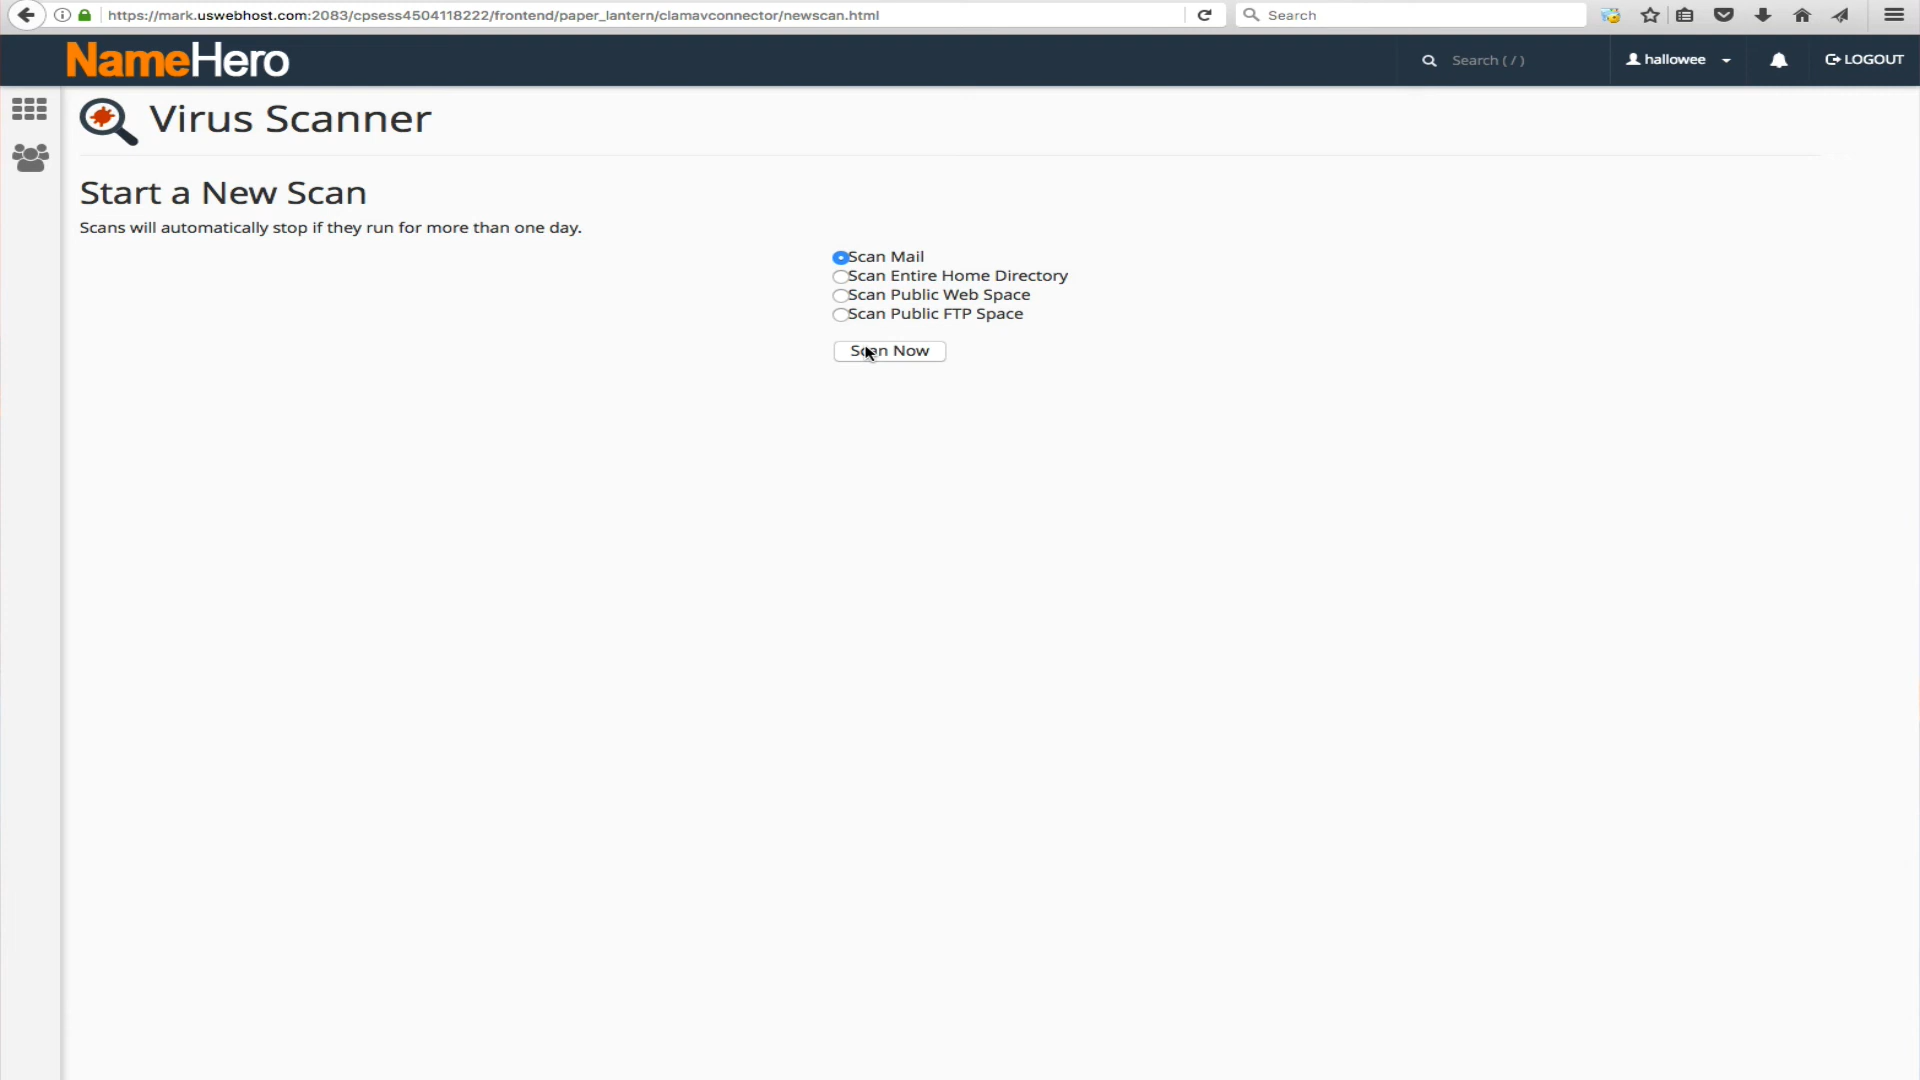 https://mark.uswebhost.com:2083/cpsess4504118222/frontend/paper_lantern/clamavconnector/newscan.html
Search
NameHero
Search ( / )
hallowee
LOGOUT
Virus Scanner
Start a New Scan
Scans will automatically stop if they run for more than one day.
Scan Mail
Scan Entire Home Directory
Scan Public Web Space
Scan Public FTP Space
Scan Now